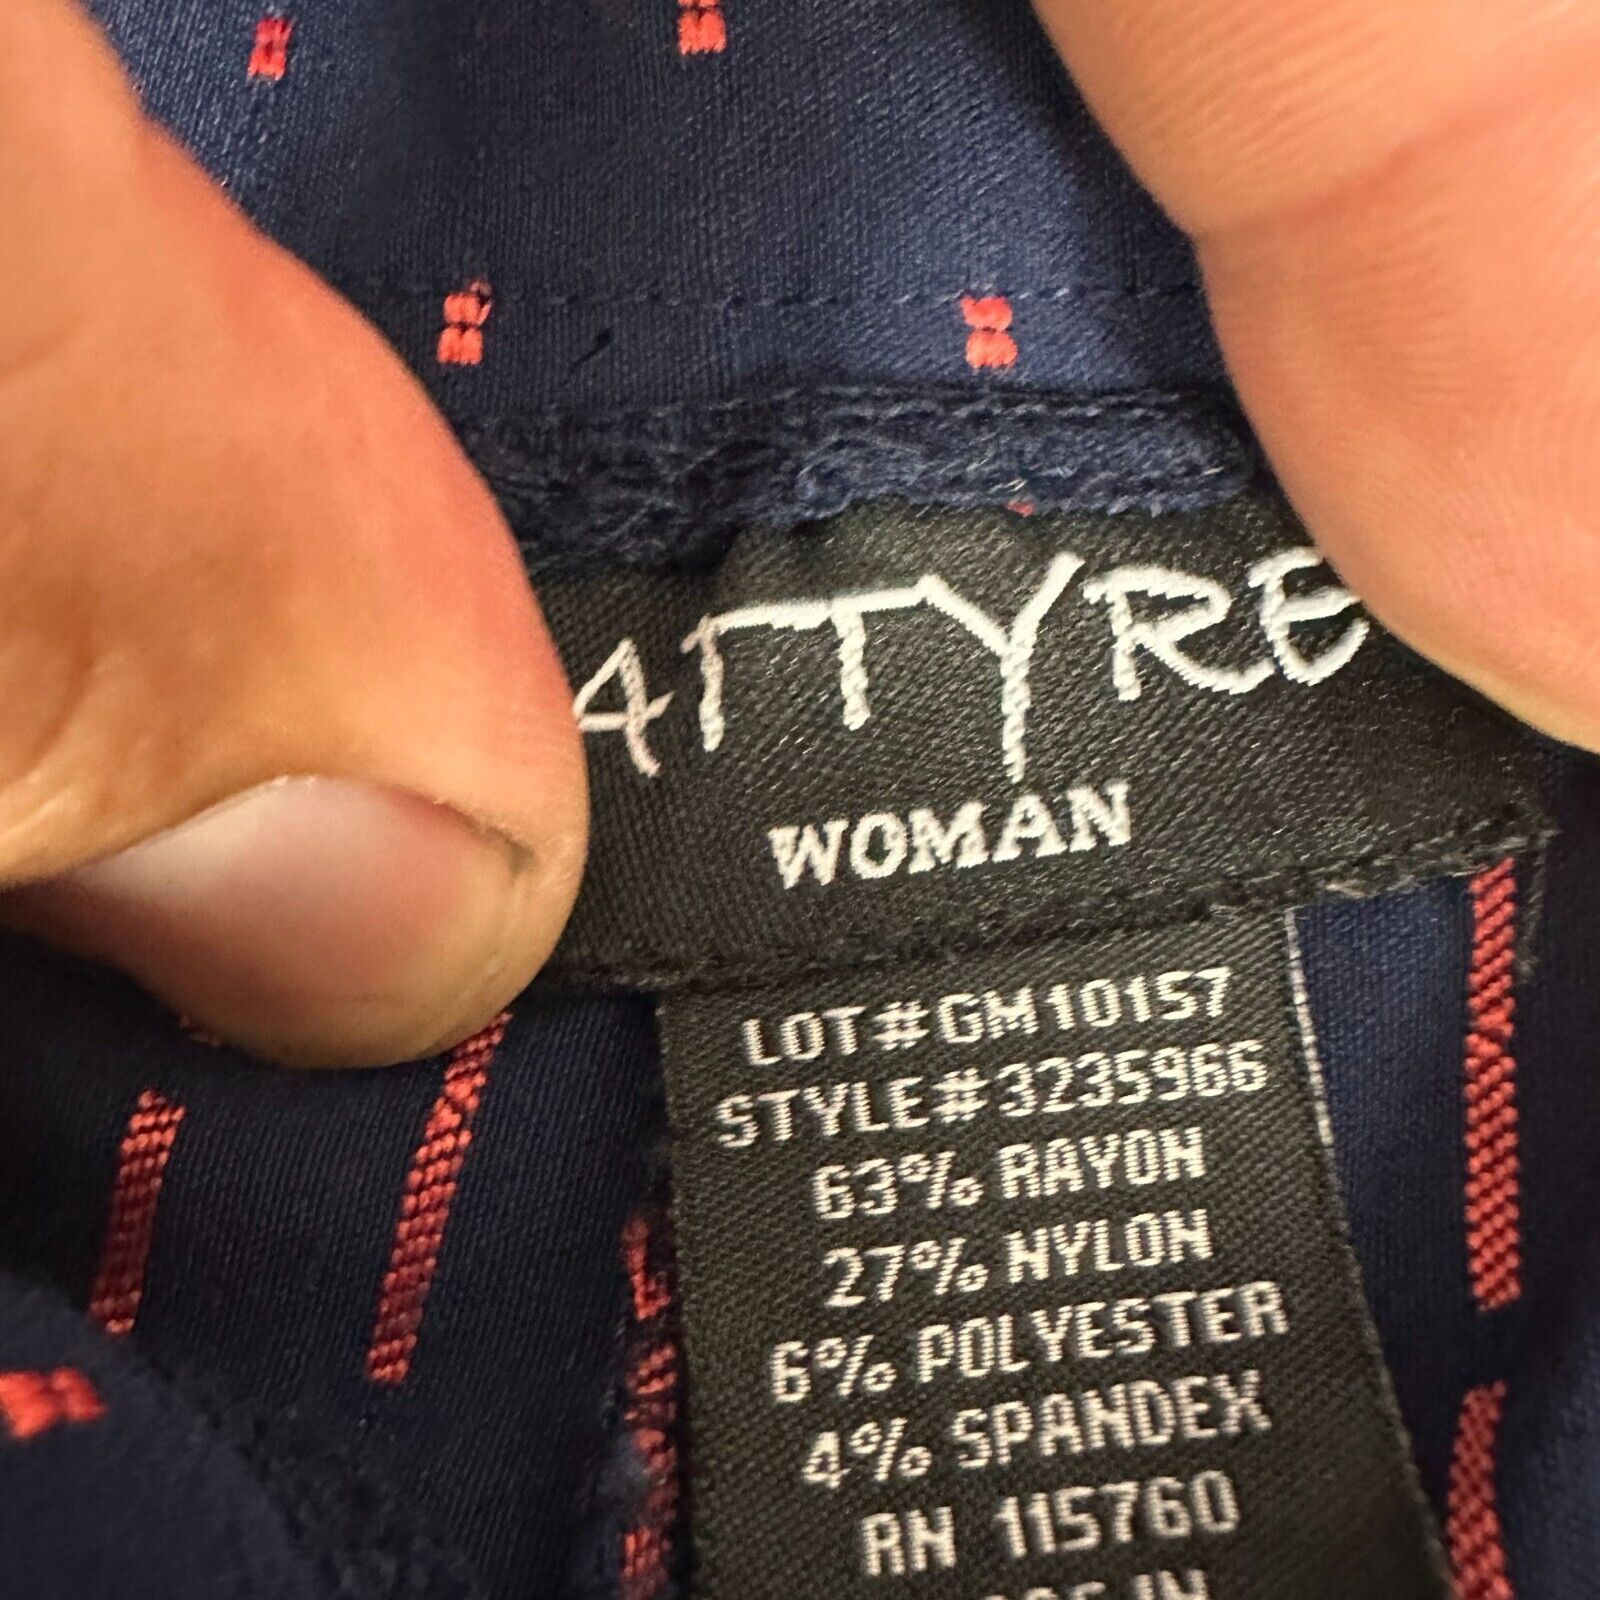 ATTYRE
WOMAN
LOT#GM10157
STYLE#3235966
63% RAYON
27% NYLON
6% POLYESTER
4% SPANDEX
RN 115760